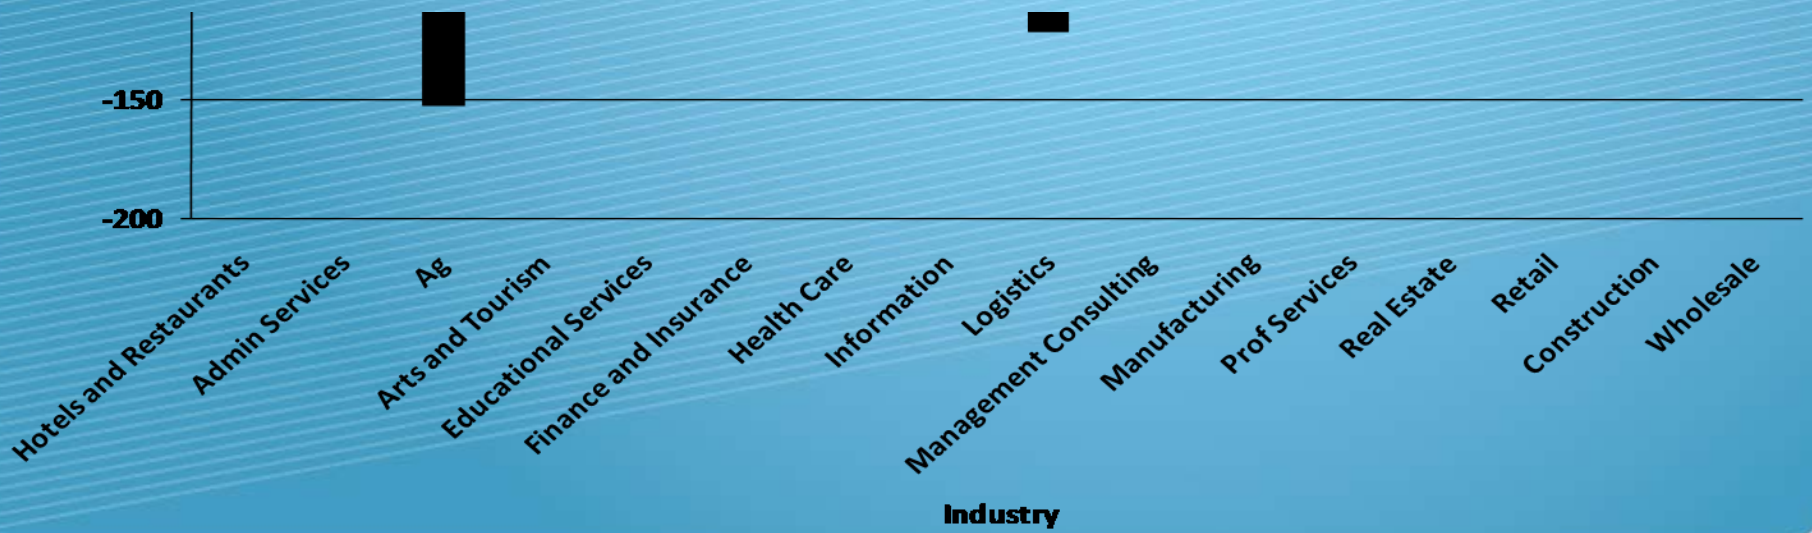 -150
-200
Hotels and Restaurants
Admin Services
Ag
Arts and Tourism
Educational Services
Finance and Insurance
Health Care
Information
Logistics
Management Consulting
Manufacturing
Prof Services
Real Estate
Retail
Construction
Wholesale
Industry